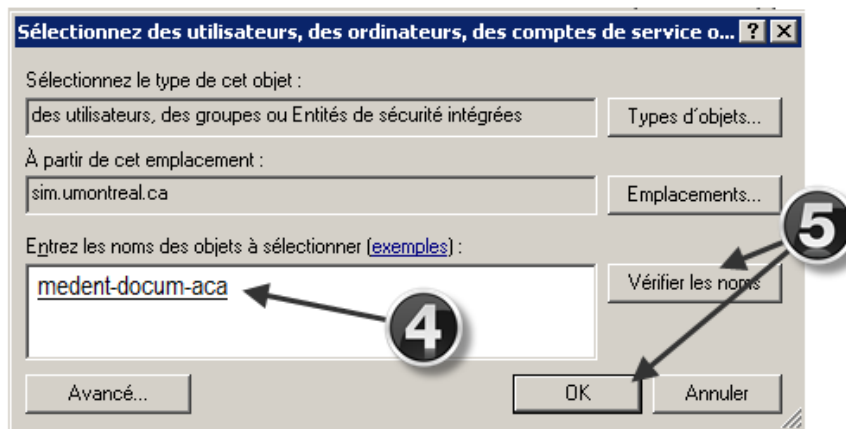 Sélectionnez des utilisateurs, des ordinateurs, des comptes de service o...
Sélectionnez le type de cet objet :
des utilisateurs, des groupes ou Entités de sécurité intégrées
Types d'objets...
À partir de cet emplacement :
sim.umontreal.ca
Emplacements...
5
Entrez les noms des objets à sélectionner (exemples) :
medent-docum-aca
Vérifier les noms
4
Avancé...
OK
Annuler